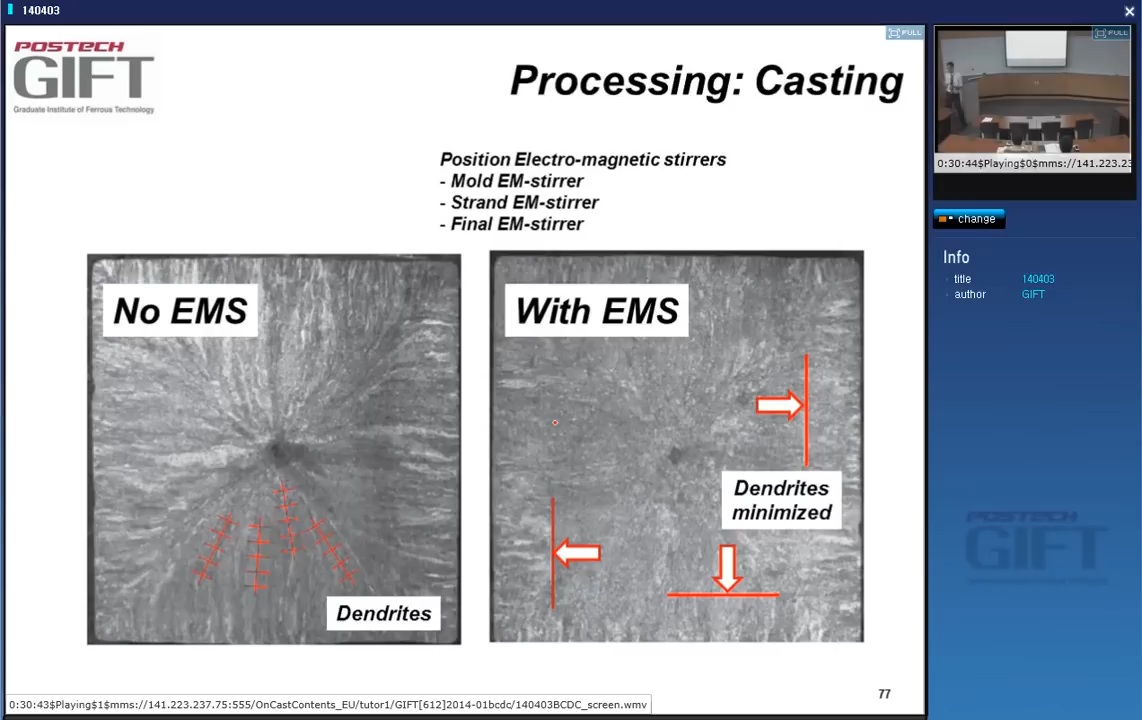 140403
FULL
POSTECH
GIFT
Graduate Institute of Ferrous Technology
Processing: Casting
Position Electro-magnetic stirrers
- Mold EM-stirrer
- Strand EM-stirrer
- Final EM-stirrer
No EMS
With EMS
Dendrites
minimized
Dendrites
77
0:30:43$Playing$1$mms://141.223.237.75:555/OnCastContents_EU/tutor1/GIFT[612]2014-01bcdc/140403BCDC_screen.wmv
FULL
0:30:44$Playing$0$mms://141.223.23
change
Info
title 140403
author GIFT
POSTECH
GIFT